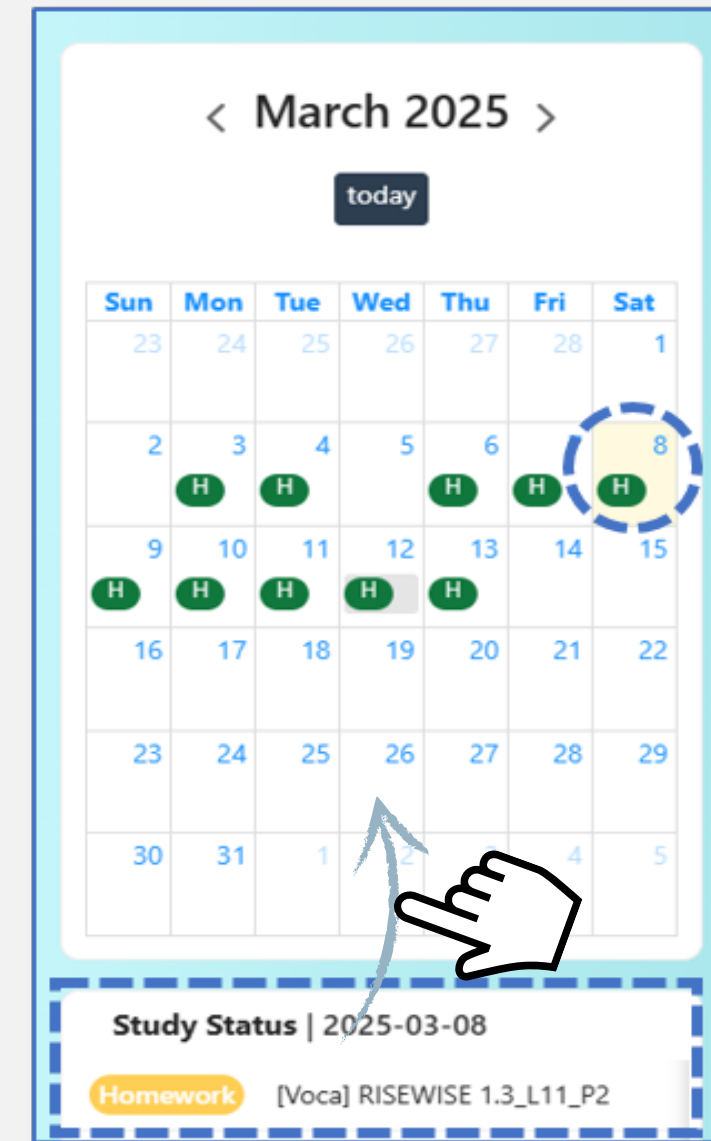 < March 2025 >
today
Sun Mon Tue Wed Thu Fri Sat
23 24 25 26 27 28 1
2 3 4 5 6 8
H H H H H
9 10 11 12 13 14 15
H H H H H
16 17 18 19 20 21 22
23 24 25 26 27 28 29
30 31 1 2 3 4 5
Study Status | 2025-03-08
Homework [Voca] RISEWISE 1.3_L11_P2